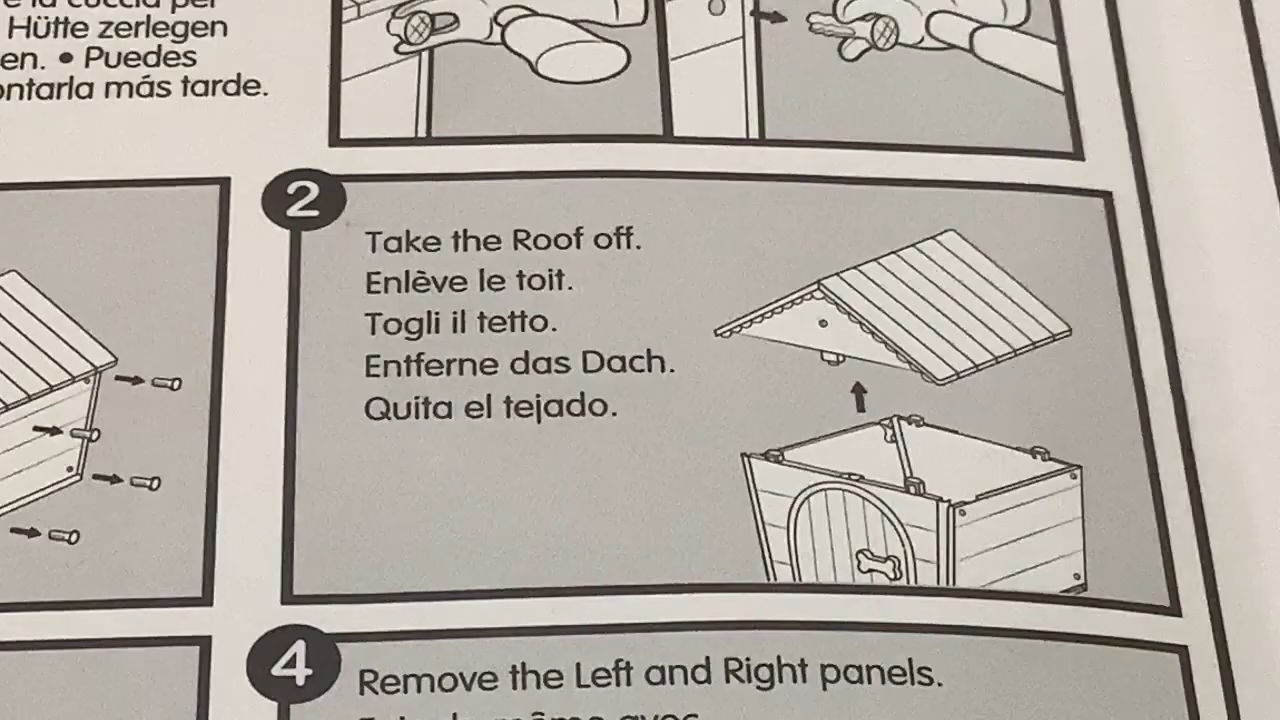 Hütte zerlegen
en. • Puedes
ontarla más tarde.
2
Take the Roof off.
Enlève le toit.
Togli il tetto.
Entferne das Dach.
Quita el tejado.
4
Remove the Left and Right panels.